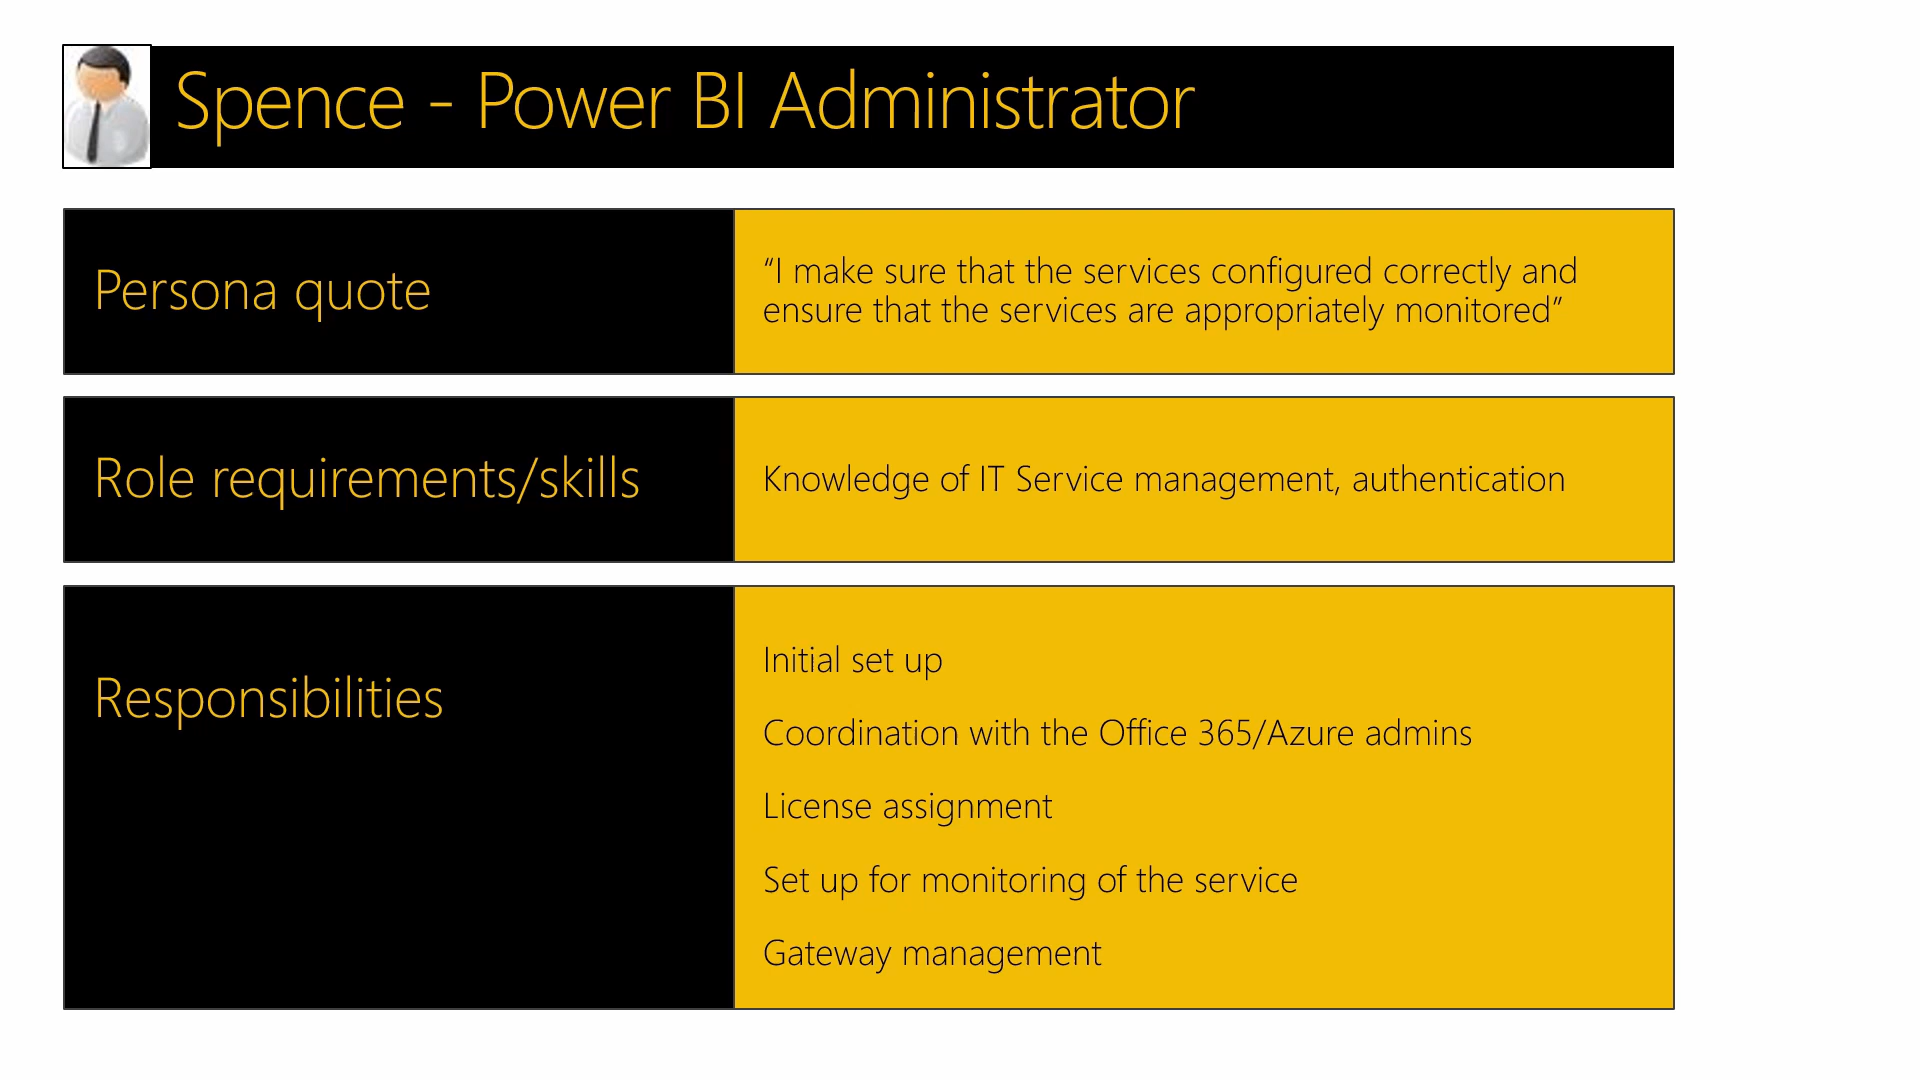 Spence - Power BI Administrator
Persona quote
“I make sure that the services configured correctly and
ensure that the services are appropriately monitored”
Role requirements/skills
Knowledge of IT Service management, authentication
Responsibilities
Initial set up
Coordination with the Office 365/Azure admins
License assignment
Set up for monitoring of the service
Gateway management